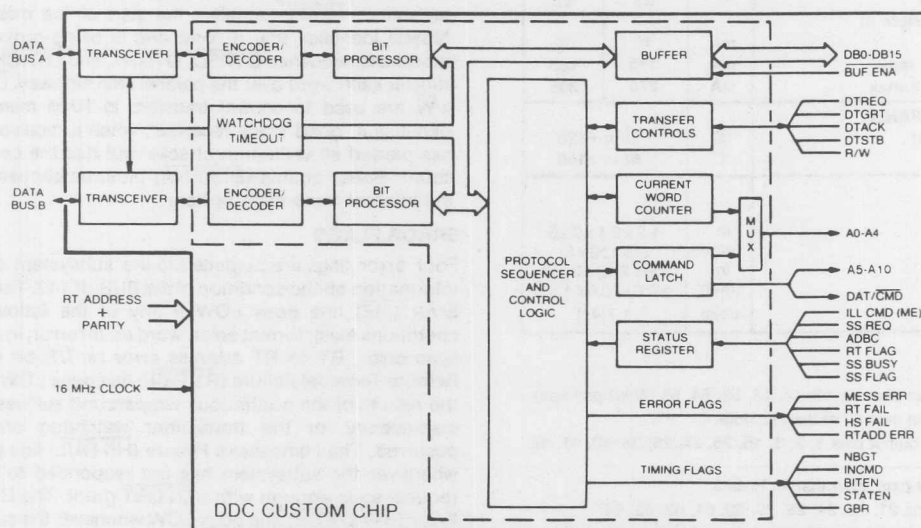 DATA
BUS A
TRANSCEIVER
ENCODER/
DECODER
BIT
PROCESSOR
BUFFER
DB0-DB15
BUF ENA
WATCHDOG
TIMEOUT
TRANSFER
CONTROLS
DTREQ
DTGRT
DTACK
DTSTB
R/W
DATA
BUS B
TRANSCEIVER
ENCODER/
DECODER
BIT
PROCESSOR
CURRENT
WORD
COUNTER
MUX
A0-A4
PROTOCOL
SEQUENCER
AND
CONTROL
LOGIC
COMMAND
LATCH
A5-A10
DAT/CMD
RT ADDRESS
+
PARITY
STATUS
REGISTER
ILL CMD (ME)
SS REQ
ADBC
RT FLAG
SS BUSY
SS FLAG
16 MHz CLOCK
ERROR FLAGS
MESS ERR
RT FAIL
HS FAIL
RTADD ERR
TIMING FLAGS
NBGT
INCMD
BITEN
STATEN
GBR
DDC CUSTOM CHIP
ERROR FLAGS